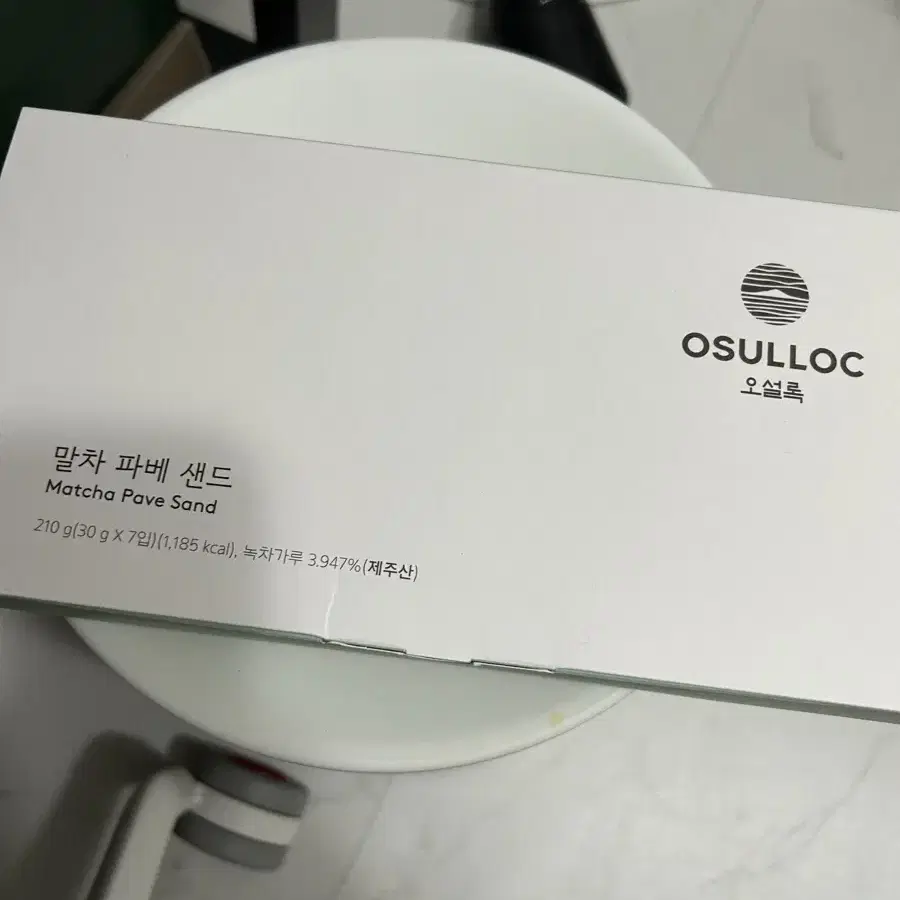 OSULLOC
오설록
말차 파베 샌드
Matcha Pave Sand
210 g(30 g X 7입)(1,185 kcal), 녹차가루 3.947%(제주산)